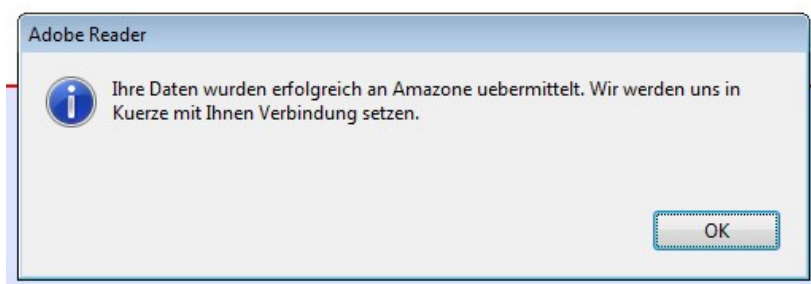 Adobe Reader
Ihre Daten wurden erfolgreich an Amazone uebermittelt. Wir werden uns in
Kuerze mit Ihnen Verbindung setzen.
OK